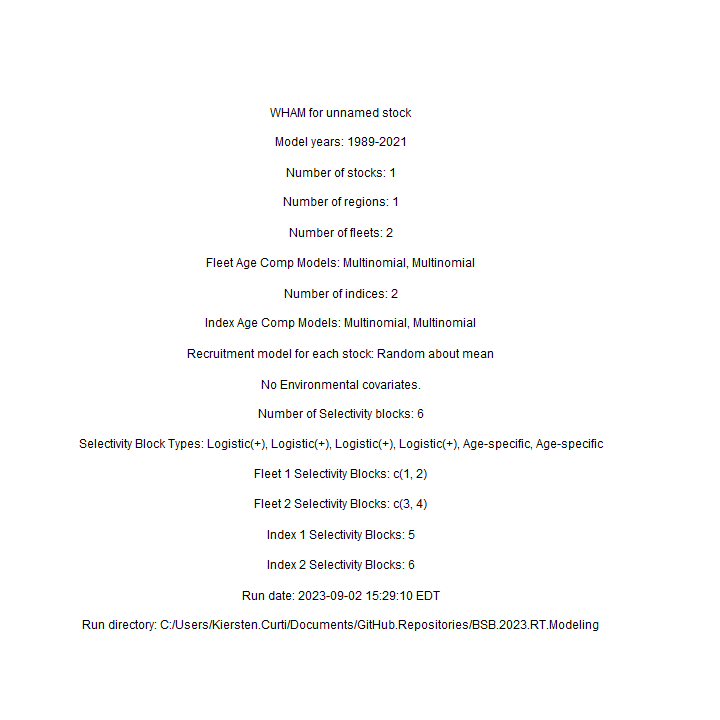 WHAM for unnamed stock
Model years: 1989-2021
Number of stocks: 1
Number of regions: 1
Number of fleets: 2
Fleet Age Comp Models: Multinomial, Multinomial
Number of indices: 2
Index Age Comp Models: Multinomial, Multinomial
Recruitment model for each stock: Random about mean
No Environmental covariates.
Number of Selectivity blocks: 6
Selectivity Block Types: Logistic(+), Logistic(+), Logistic(+), Logistic(+), Age-specific, Age-specific
Fleet 1 Selectivity Blocks: c(1, 2)
Fleet 2 Selectivity Blocks: c(3, 4)
Index 1 Selectivity Blocks: 5
Index 2 Selectivity Blocks: 6
Run date: 2023-09-02 15:29:10 EDT
Run directory: C:/Users/Kiersten.Curti/Documents/GitHub.Repositories/BSB.2023.RT.Modeling